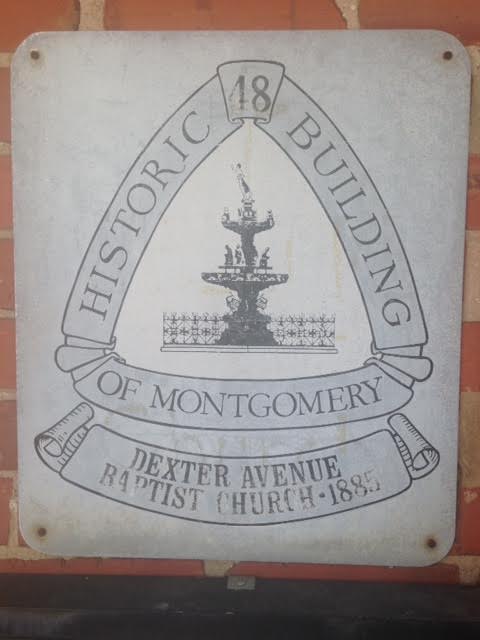 48
HISTORIC BUILDING
OF MONTGOMERY
DEXTER AVENUE
BAPTIST CHURCH · 1885